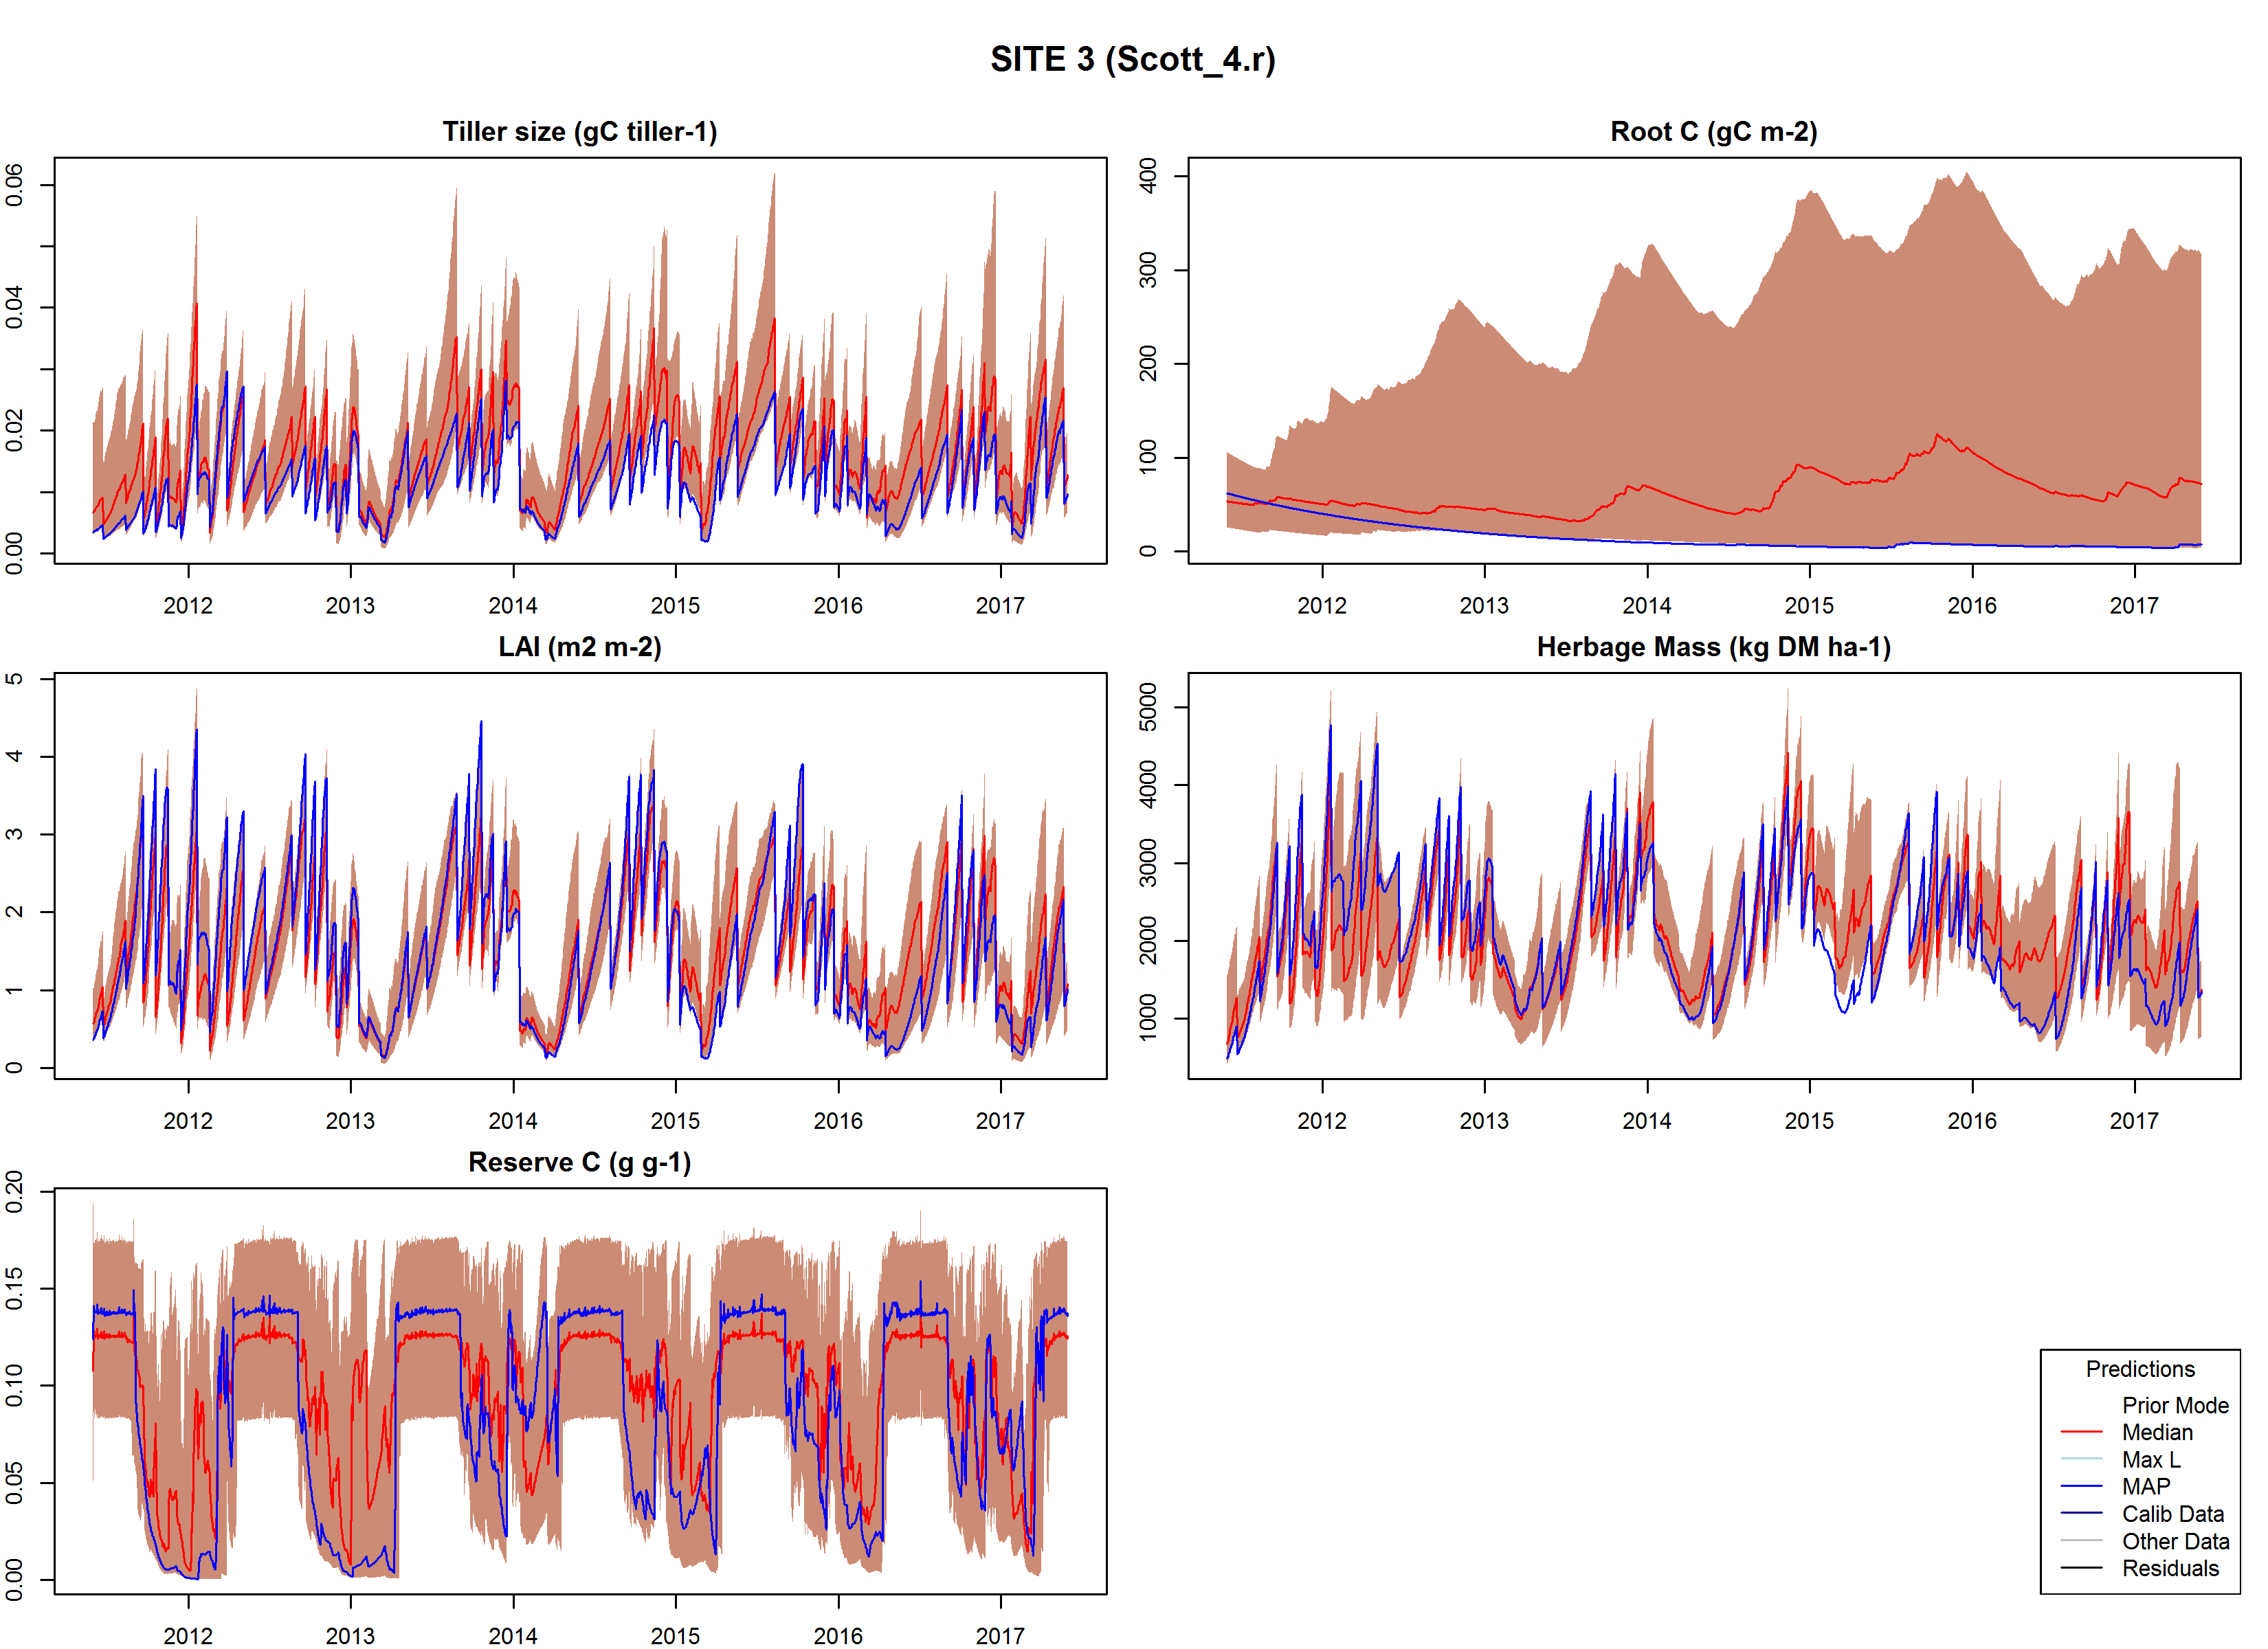 SITE 3 (Scott_4.r)
Tiller size (gC tiller-1)
0.00 0.02 0.04 0.06
2012 2013 2014 2015 2016 2017
Root C (gC m-2)
0 100 200 300 400
2012 2013 2014 2015 2016 2017
LAI (m2 m-2)
0 1 2 3 4 5
2012 2013 2014 2015 2016 2017
Herbage Mass (kg DM ha-1)
1000 2000 3000 4000 5000
2012 2013 2014 2015 2016 2017
Reserve C (g g-1)
0.00 0.05 0.10 0.15 0.20
2012 2013 2014 2015 2016 2017
Predictions
Prior Mode
Median
Max L
MAP
Calib Data
Other Data
Residuals